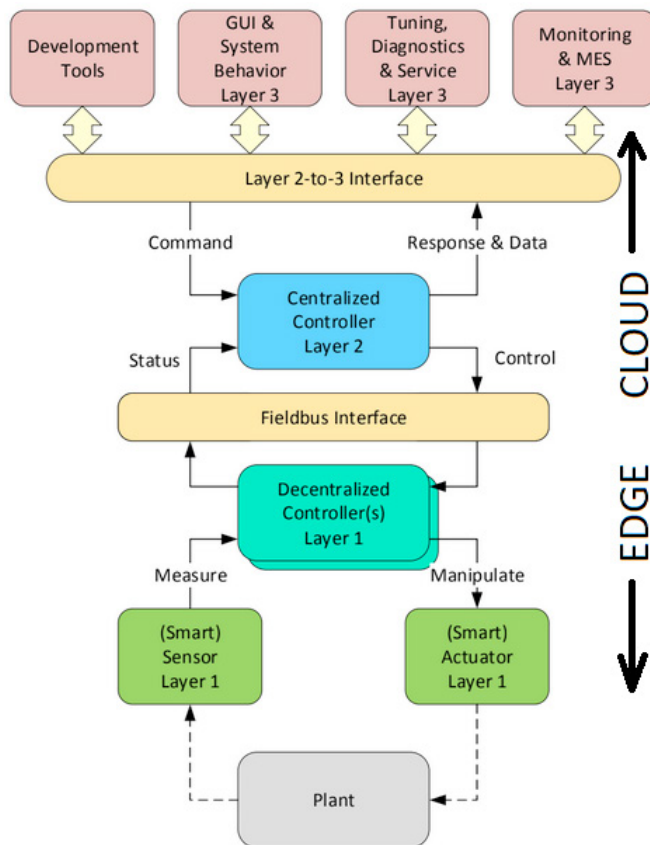 Development
Tools
GUI &
System
Behavior
Layer 3
Tuning,
Diagnostics
& Service
Layer 3
Monitoring
& MES
Layer 3
Layer 2-to-3 Interface
Command
Response & Data
Centralized
Controller
Layer 2
Status
Control
Fieldbus Interface
Decentralized
Controller(s)
Layer 1
Measure
Manipulate
(Smart)
Sensor
Layer 1
(Smart)
Actuator
Layer 1
Plant
EDGE CLOUD